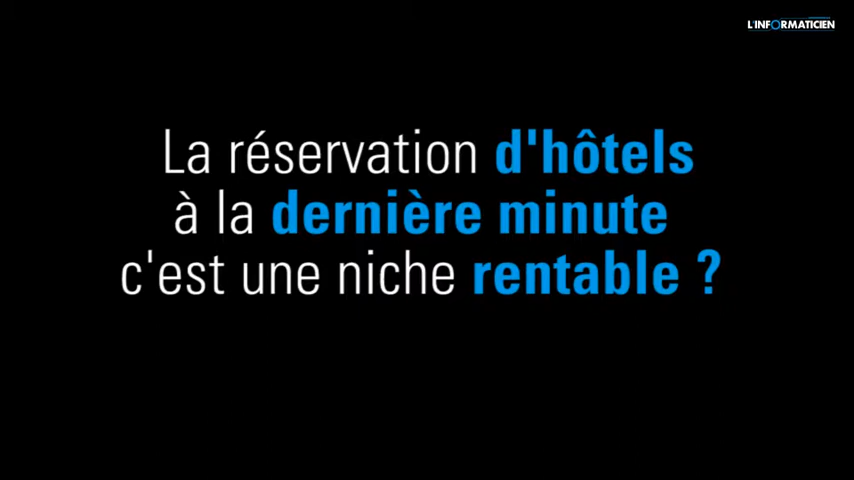 L'INFORMATICIEN
La réservation d'hôtels
à la dernière minute
c'est une niche rentable ?